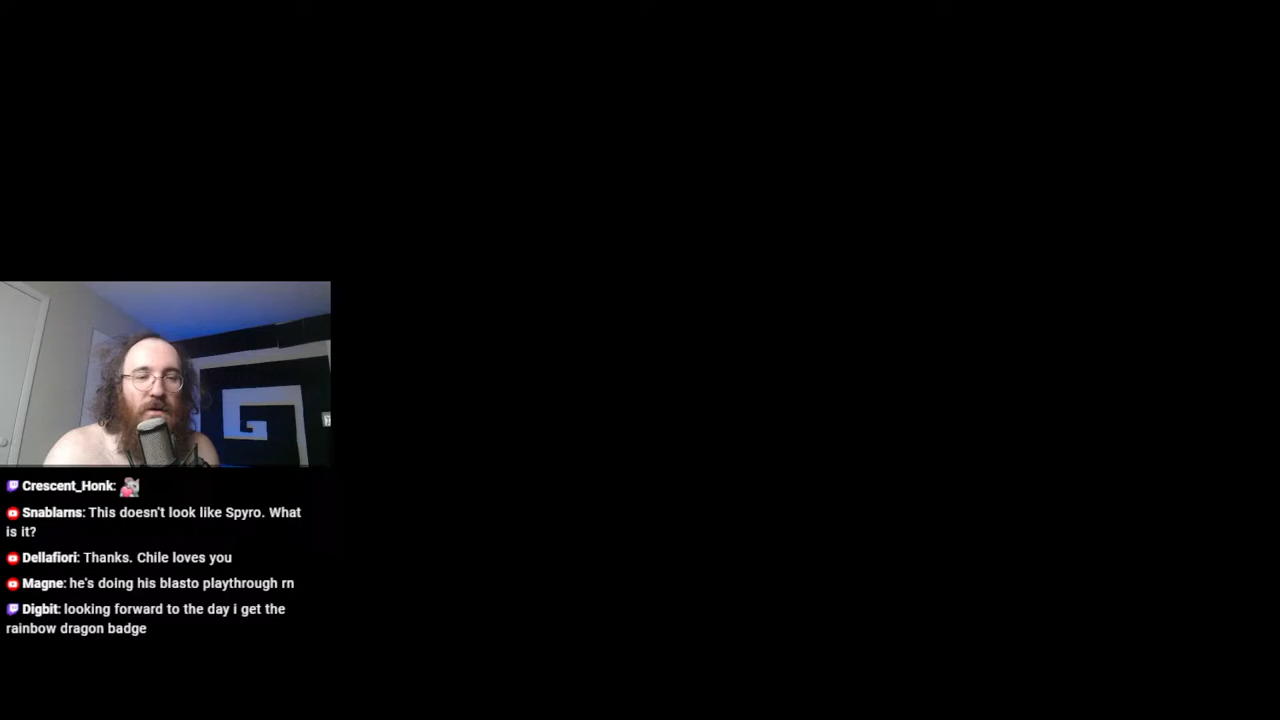 Crescent_Honk:
Snablarns: This doesn't look like Spyro. What
is it?
Dellafiori: Thanks. Chile loves you
Magne: he's doing his blasto playthrough rn
Digbit: looking forward to the day i get the
rainbow dragon badge